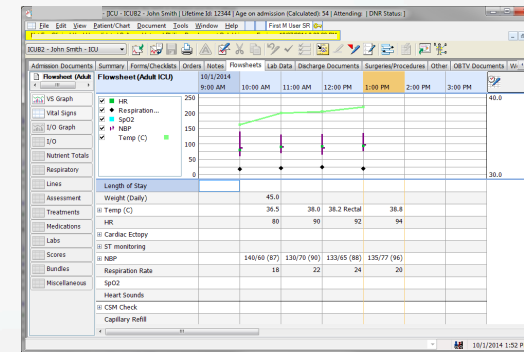 [ICU - John Smith | Lifetime Id: 12344 | Age on admission (Calculated): 54 | Attending | DNR Status: ]
File Edit View Patient/Chart Document Tools Window Help First M User SR
ICUB2 - John Smith - ICU
Admission Documents Summary Forms/Checklists Orders Notes Flowsheets Lab Data Discharge Documents Surgeries/Procedures Other OBTV Documents
Flowsheet (Adult
VS Graph
Vital Signs
I/O Graph
I/O
Nutrient Totals
Respiratory
Lines
Assessment
Treatments
Medications
Labs
Scores
Bundles
Miscellaneous
Flowsheet (Adult ICU) 10/1/2014
9:00 AM 10:00 AM 11:00 AM 12:00 PM 1:00 PM 2:00 PM 3:00 PM
HR
Respiration...
SpO2
NBP
Temp (C)
250
200
150
100
50
0
40.0
30.0
Length of Stay
Weight (Daily) 45.0
Temp (C) 36.5 38.0 38.2 Rectal 38.8
HR 80 90 92 94
Cardiac Ectopy
ST monitoring
NBP 140/60 (87) 130/70 (90) 133/65 (88) 135/77 (96)
Respiration Rate 18 22 24 20
SpO2
Heart Sounds
CSM Check
Capillary Refill
10/1/2014 1:52 P